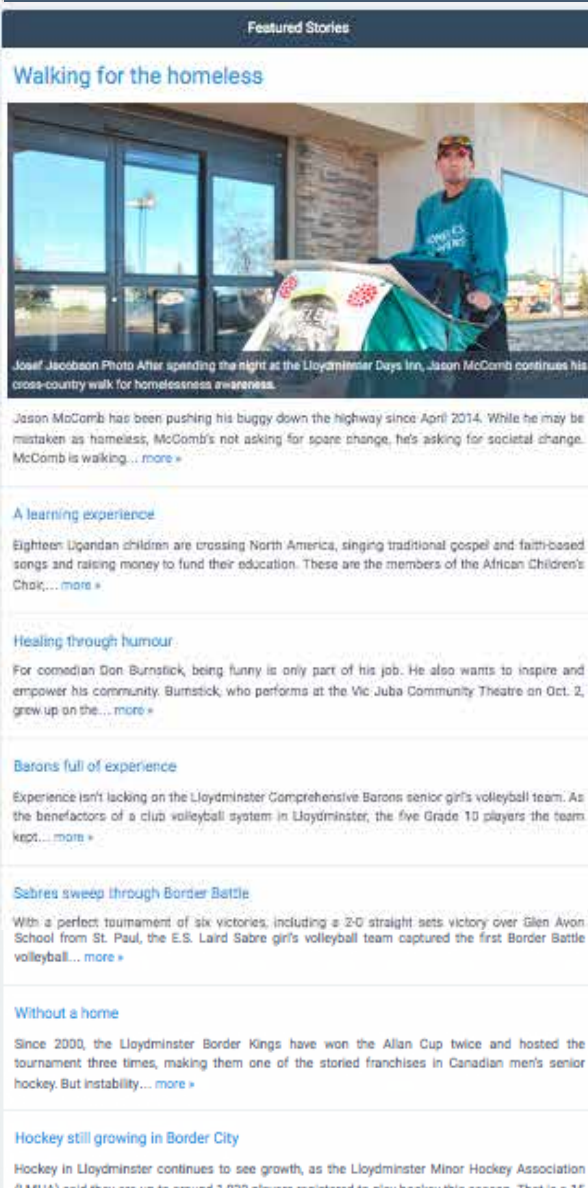 Featured Stories
Walking for the homeless
Josef Jacobson Photo After spending the night at the Lloydminster Days Inn, Jason McComb continues his
cross-country walk for homelessness awareness.
Jason McComb has been pushing his buggy down the highway since April 2014. While he may be
mistaken as homeless, McComb's not asking for spare change, he's asking for societal change.
McComb is walking... more »
A learning experience
Eighteen Ugandan children are crossing North America, singing traditional gospel and faith-based
songs and raising money to fund their education. These are the members of the African Children's
Choir,... more »
Healing through humour
For comedian Don Burnstick, being funny is only part of his job. He also wants to inspire and
empower his community. Burnstick, who performs at the Vic Juba Community Theatre on Oct. 2,
grew up on the... more »
Barons full of experience
Experience isn't lacking on the Lloydminster Comprehensive Barons senior girl's volleyball team. As
the benefactors of a club volleyball system in Lloydminster, the five Grade 10 players the team
kept... more »
Sabres sweep through Border Battle
With a perfect tournament of six victories, including a 2-0 straight sets victory over Glen Avon
School from St. Paul, the E.S. Laird Sabre girl's volleyball team captured the first Border Battle
volleyball... more »
Without a home
Since 2000, the Lloydminster Border Kings have won the Allan Cup twice and hosted the
tournament three times, making them one of the storied franchises in Canadian men's senior
hockey. But instability... more »
Hockey still growing in Border City
Hockey in Lloydminster continues to see growth, as the Lloydminster Minor Hockey Association